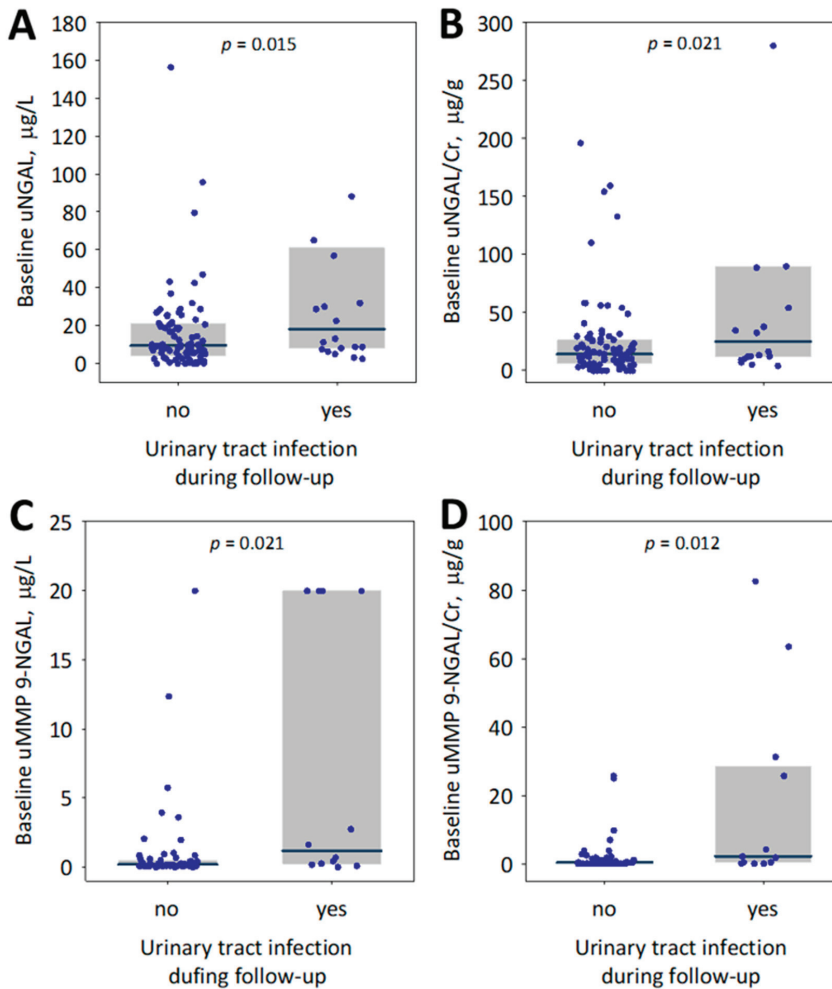 A
p = 0.015
Baseline uNGAL, μg/L
180
160
140
120
100
80
60
40
20
0
no
yes
Urinary tract infection
during follow-up
B
p = 0.021
Baseline uNGAL/Cr, μg/g
300
250
200
150
100
50
0
no
yes
Urinary tract infection
during follow-up
C
p = 0.021
Baseline uMMP 9-NGAL, μg/L
25
20
15
10
5
0
no
yes
Urinary tract infection
dufing follow-up
D
p = 0.012
Baseline uMMP 9-NGAL/Cr, μg/g
100
80
60
40
20
0
no
yes
Urinary tract infection
during follow-up